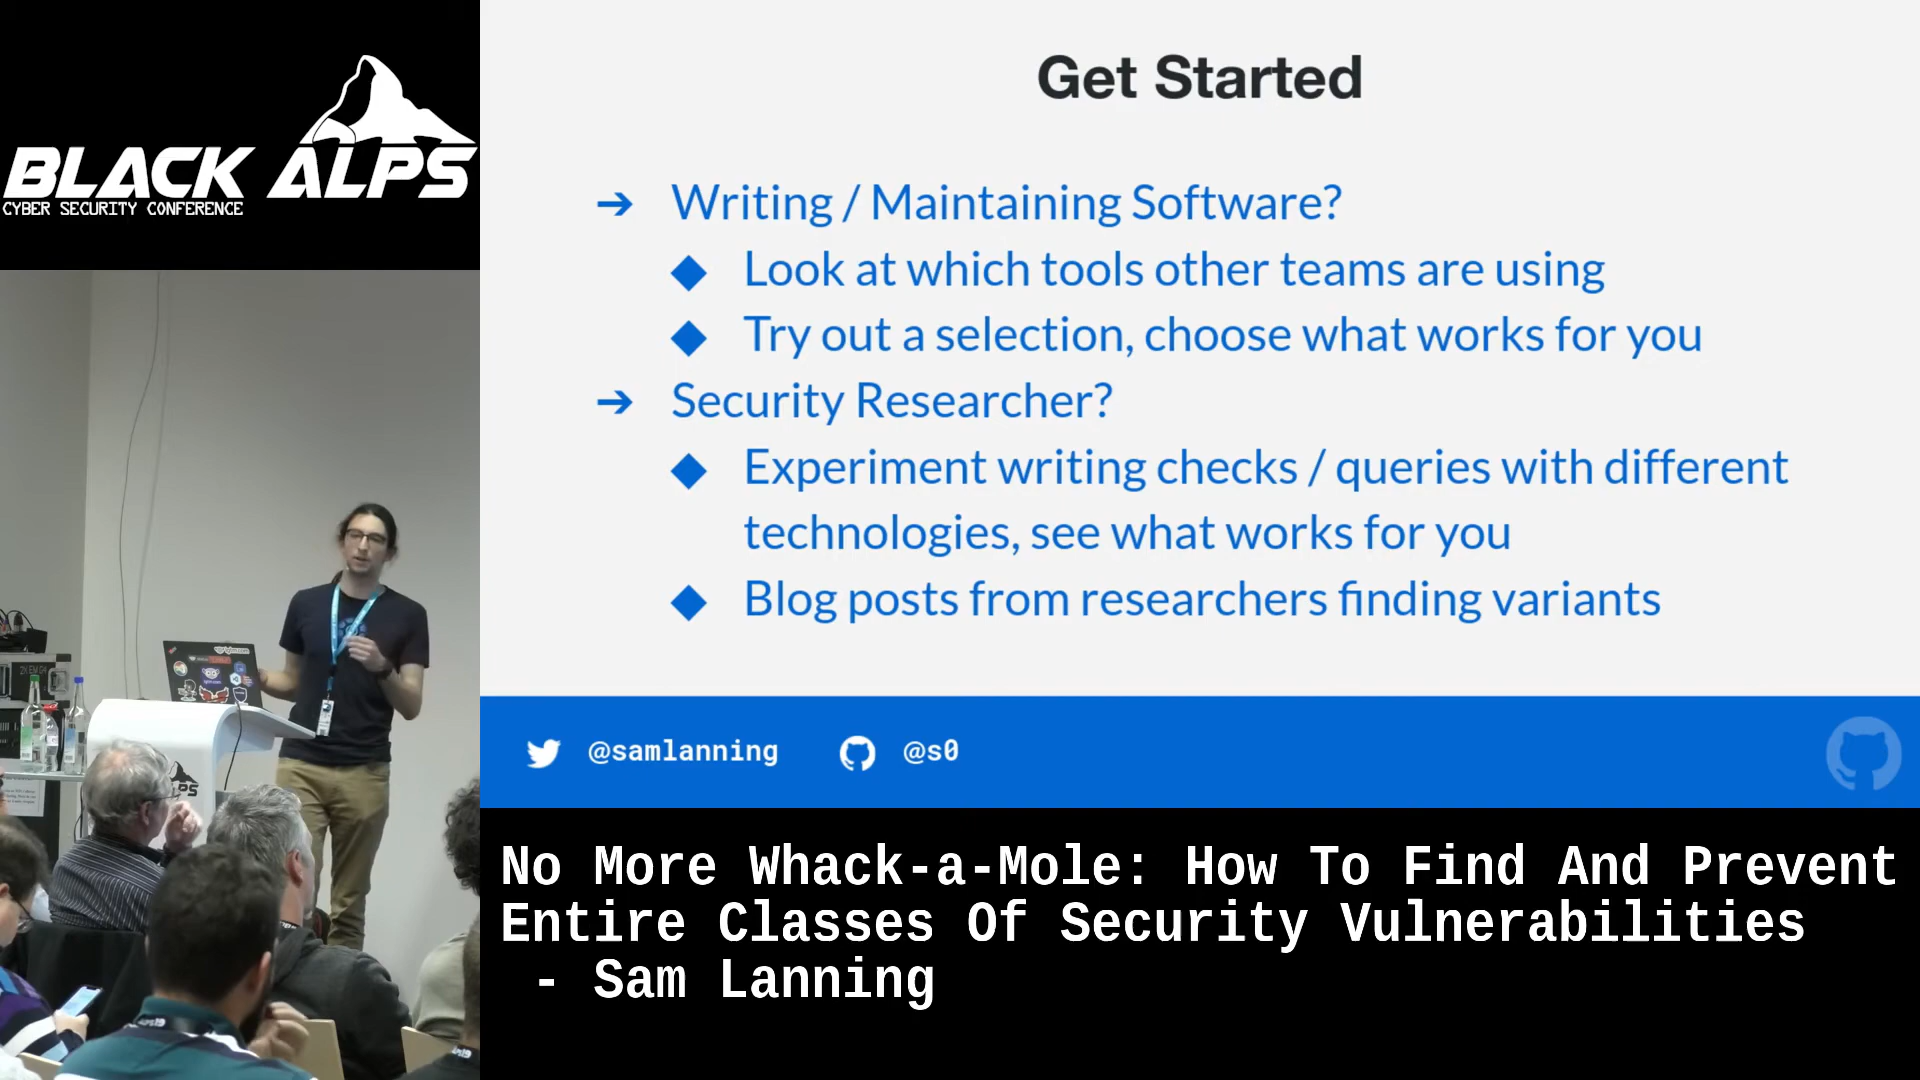 BLACK ALPS
CYBER SECURITY CONFERENCE
Get Started
➔ Writing / Maintaining Software?
◆ Look at which tools other teams are using
◆ Try out a selection, choose what works for you
➔ Security Researcher?
◆ Experiment writing checks / queries with different
technologies, see what works for you
◆ Blog posts from researchers finding variants
@samlanning @s0
No More Whack-a-Mole: How To Find And Prevent
Entire Classes Of Security Vulnerabilities
- Sam Lanning